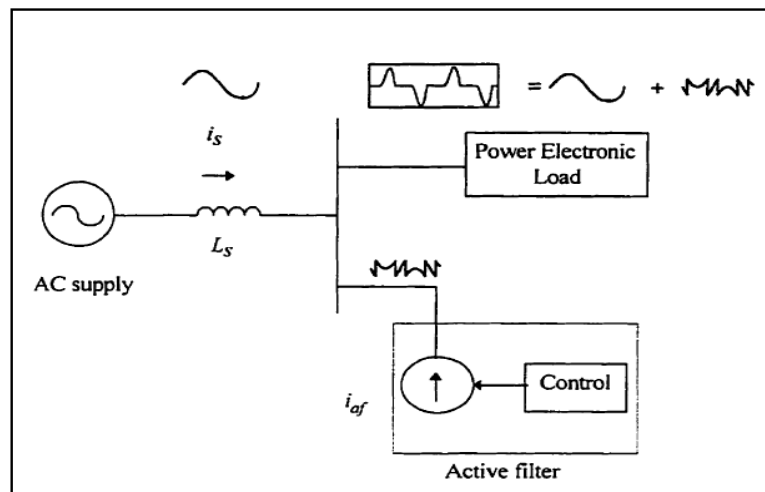 = +
i_s
Power Electronic
Load
L_s
AC supply
Control
i_af
Active filter